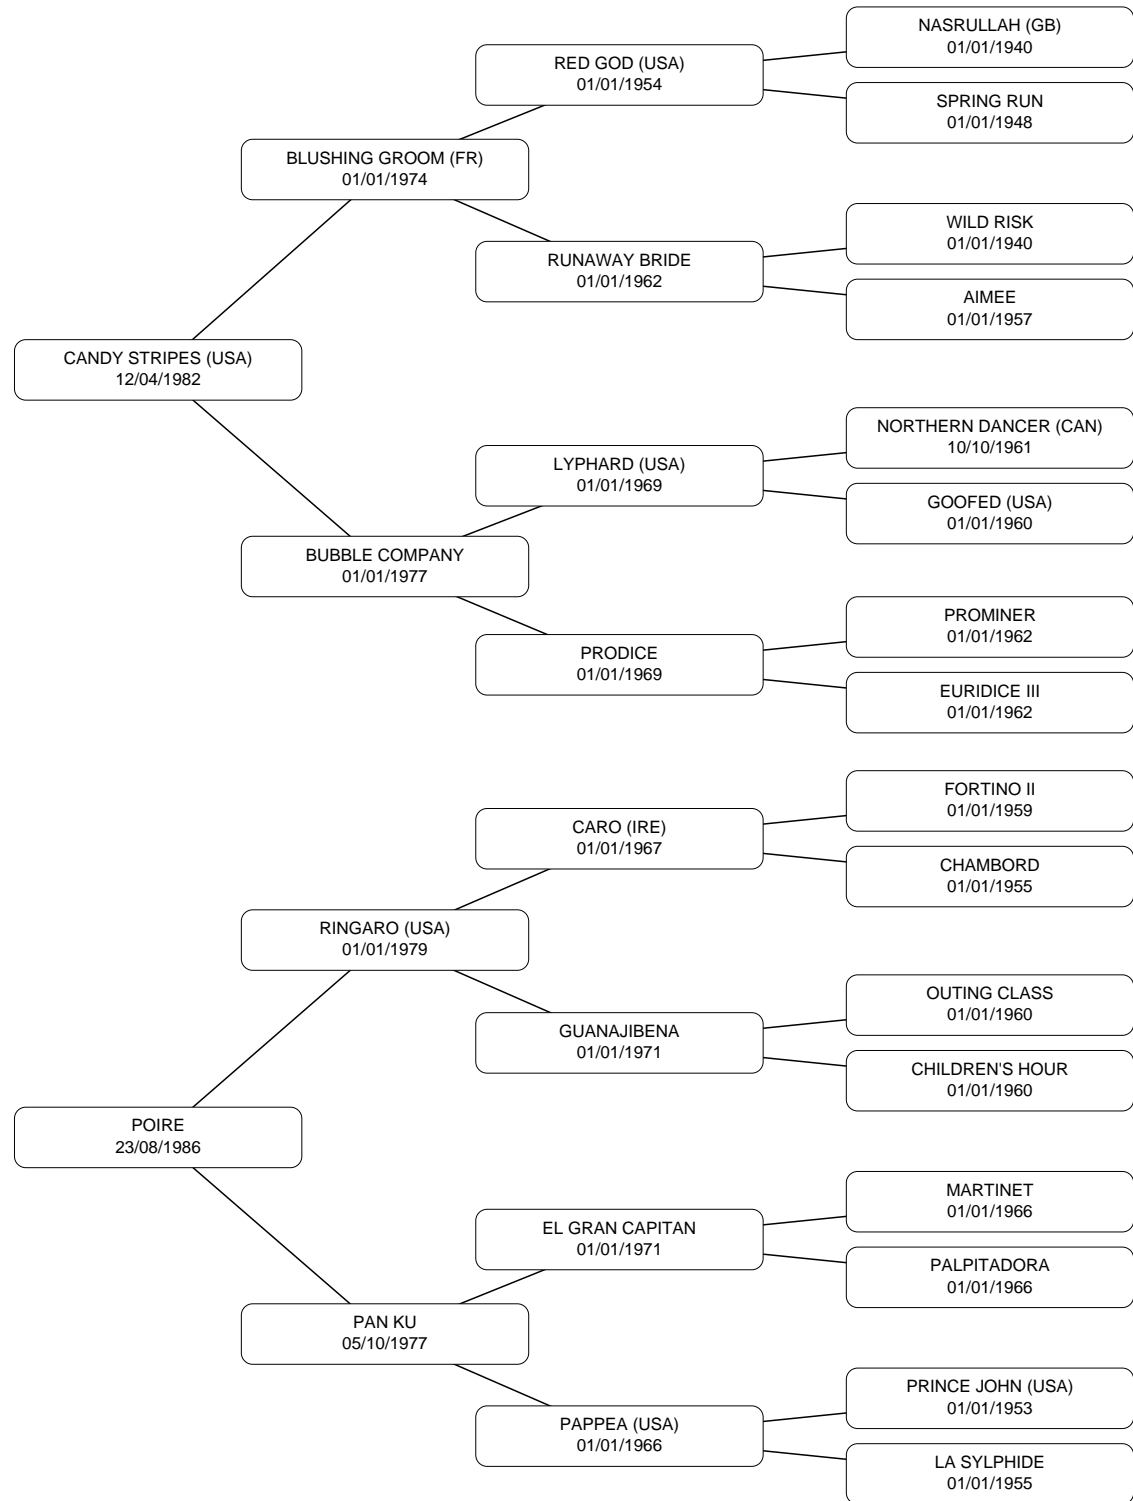 NASRULLAH (GB)
01/01/1940
RED GOD (USA)
01/01/1954
SPRING RUN
01/01/1948
BLUSHING GROOM (FR)
01/01/1974
WILD RISK
01/01/1940
RUNAWAY BRIDE
01/01/1962
AIMEE
01/01/1957
CANDY STRIPES (USA)
12/04/1982
NORTHERN DANCER (CAN)
10/10/1961
LYPHARD (USA)
01/01/1969
GOOFED (USA)
01/01/1960
BUBBLE COMPANY
01/01/1977
PROMINER
01/01/1962
PRODICE
01/01/1969
EURIDICE III
01/01/1962
FORTINO II
01/01/1959
CARO (IRE)
01/01/1967
CHAMBORD
01/01/1955
RINGARO (USA)
01/01/1979
OUTING CLASS
01/01/1960
GUANAJIBENA
01/01/1971
CHILDREN'S HOUR
01/01/1960
POIRE
23/08/1986
MARTINET
01/01/1966
EL GRAN CAPITAN
01/01/1971
PALPITADORA
01/01/1966
PAN KU
05/10/1977
PRINCE JOHN (USA)
01/01/1953
PAPPEA (USA)
01/01/1966
LA SYLPHIDE
01/01/1955